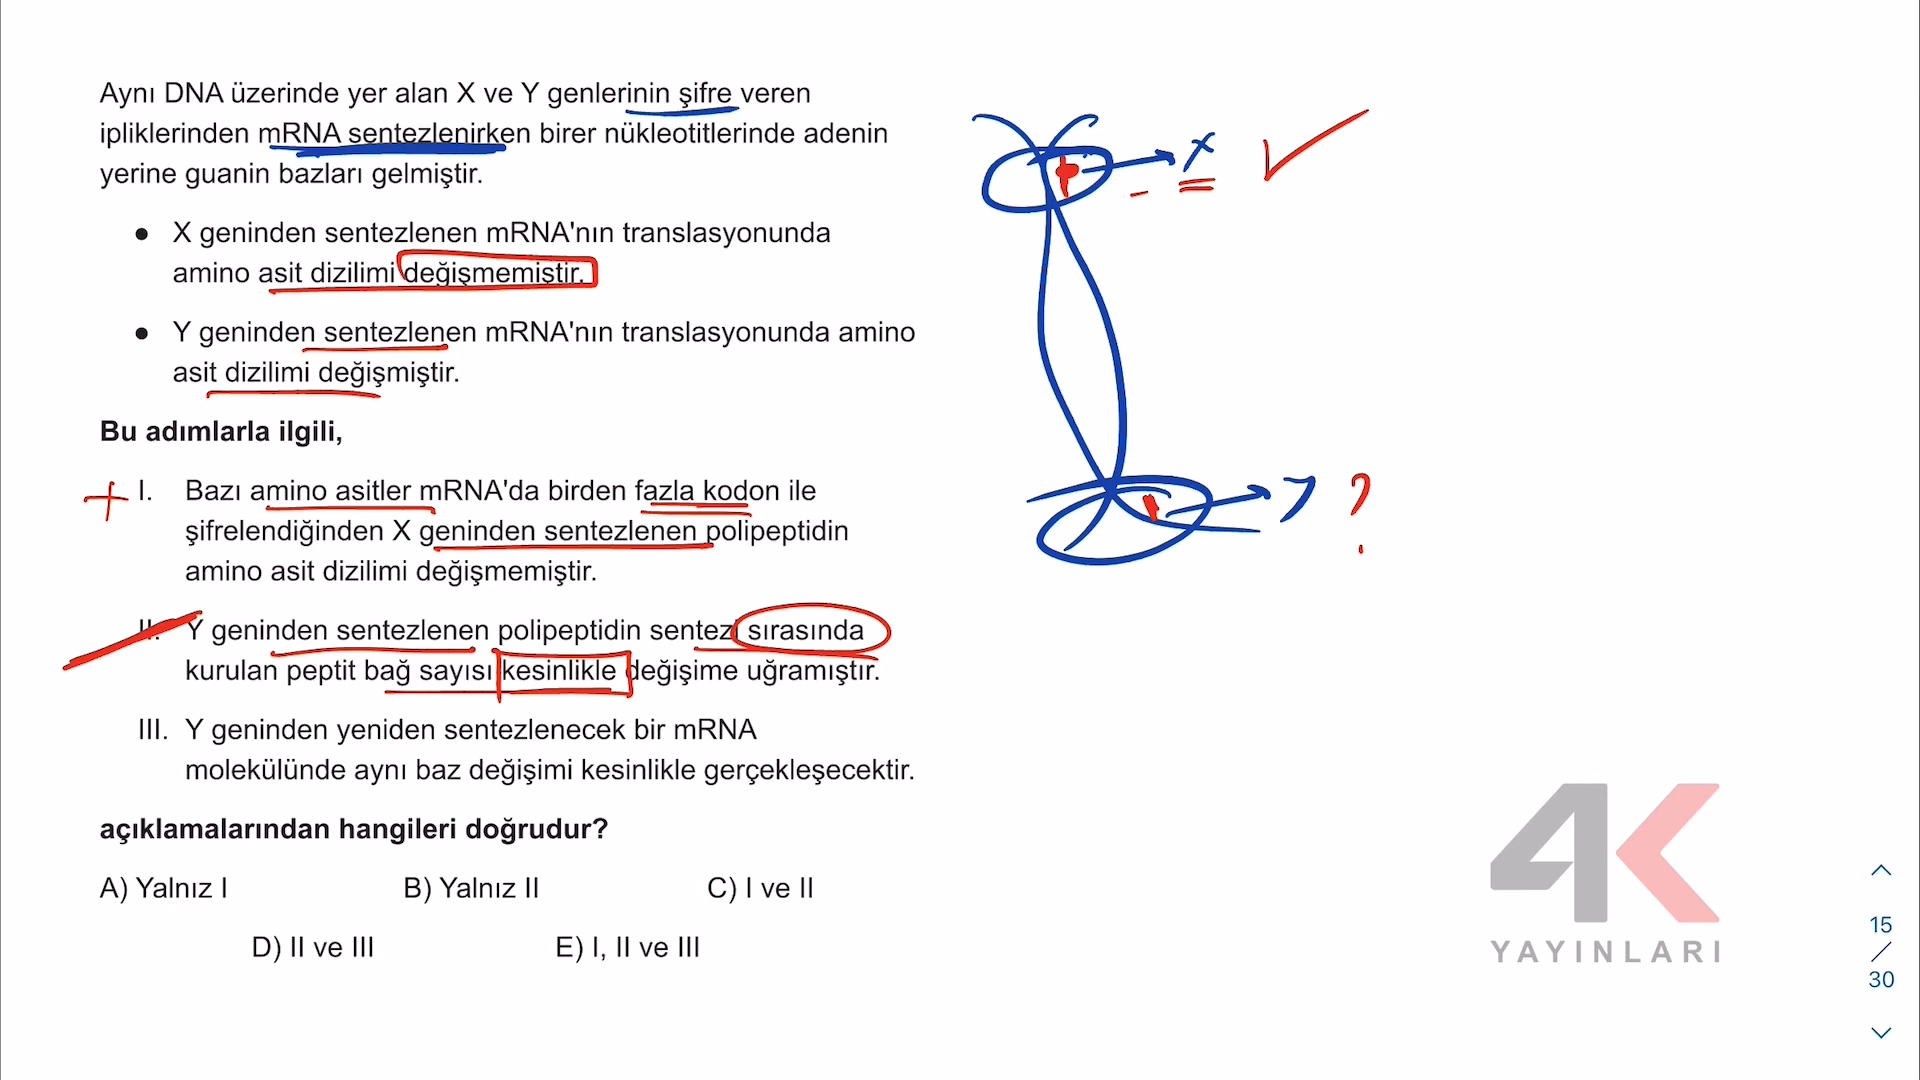 Aynı DNA üzerinde yer alan X ve Y genlerinin şifre veren
ipliklerinden mRNA sentezlenirken birer nükleotitlerinde adenin
yerine guanin bazları gelmiştir.
● X geninden sentezlenen mRNA'nın translasyonunda
amino asit dizilimi değişmemiştir.
● Y geninden sentezlenen mRNA'nın translasyonunda amino
asit dizilimi değişmiştir.
Bu adımlarla ilgili,
+ I. Bazı amino asitler mRNA'da birden fazla kodon ile
şifrelendiğinden X geninden sentezlenen polipeptidin
amino asit dizilimi değişmemiştir.
II. Y geninden sentezlenen polipeptidin sentezi sırasında
kurulan peptit bağ sayısı kesinlikle değişime uğramıştır.
III. Y geninden yeniden sentezlenecek bir mRNA
molekülünde aynı baz değişimi kesinlikle gerçekleşecektir.
açıklamalarından hangileri doğrudur?
A) Yalnız I B) Yalnız II C) I ve II
D) II ve III E) I, II ve III
X
?
4K
YAYINLARI
15
/
30